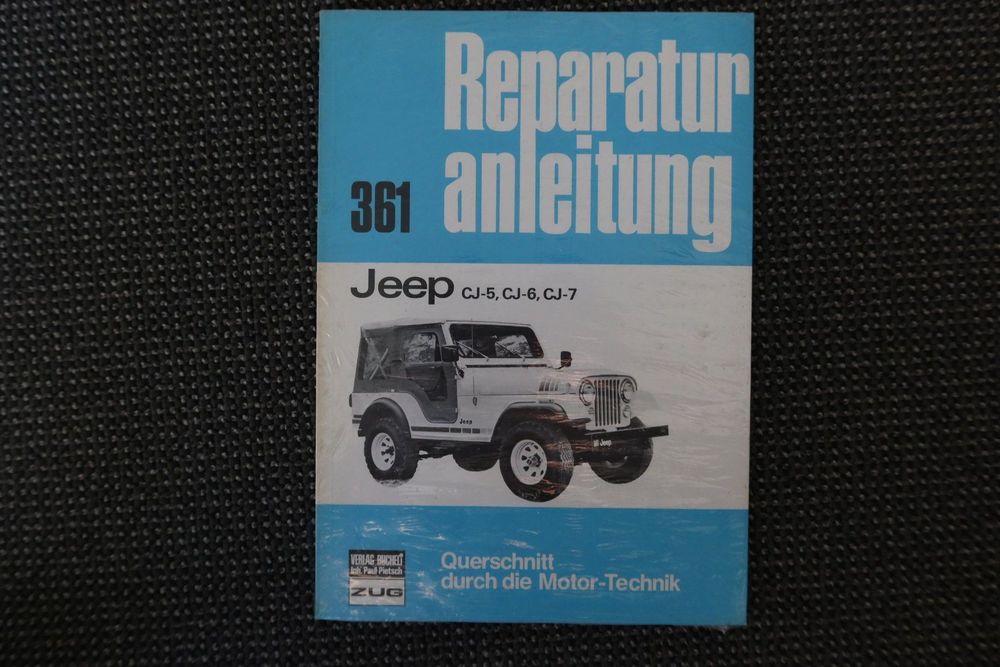 Reparatur
anleitung
361
Jeep CJ-5, CJ-6, CJ-7
Jeep
Jeep
VERLAG BUCHELI
Inh. Paul Pietsch
ZUG
Querschnitt
durch die Motor-Technik